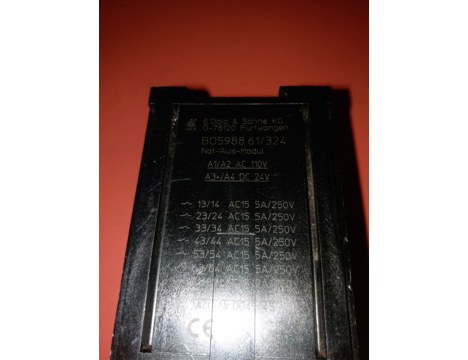 E.Dold & Söhne KG
D-78120 Furtwangen
BD5988.61/324
Not-Aus-Modul
A1/A2 AC 110V
A3+/A4 DC 24V
13/14 AC15 5A/250V
23/24 AC15 5A/250V
33/34 AC15 5A/250V
43/44 AC15 5A/250V
53/54 AC15 5A/250V
63/64 AC15 5A/250V
CE